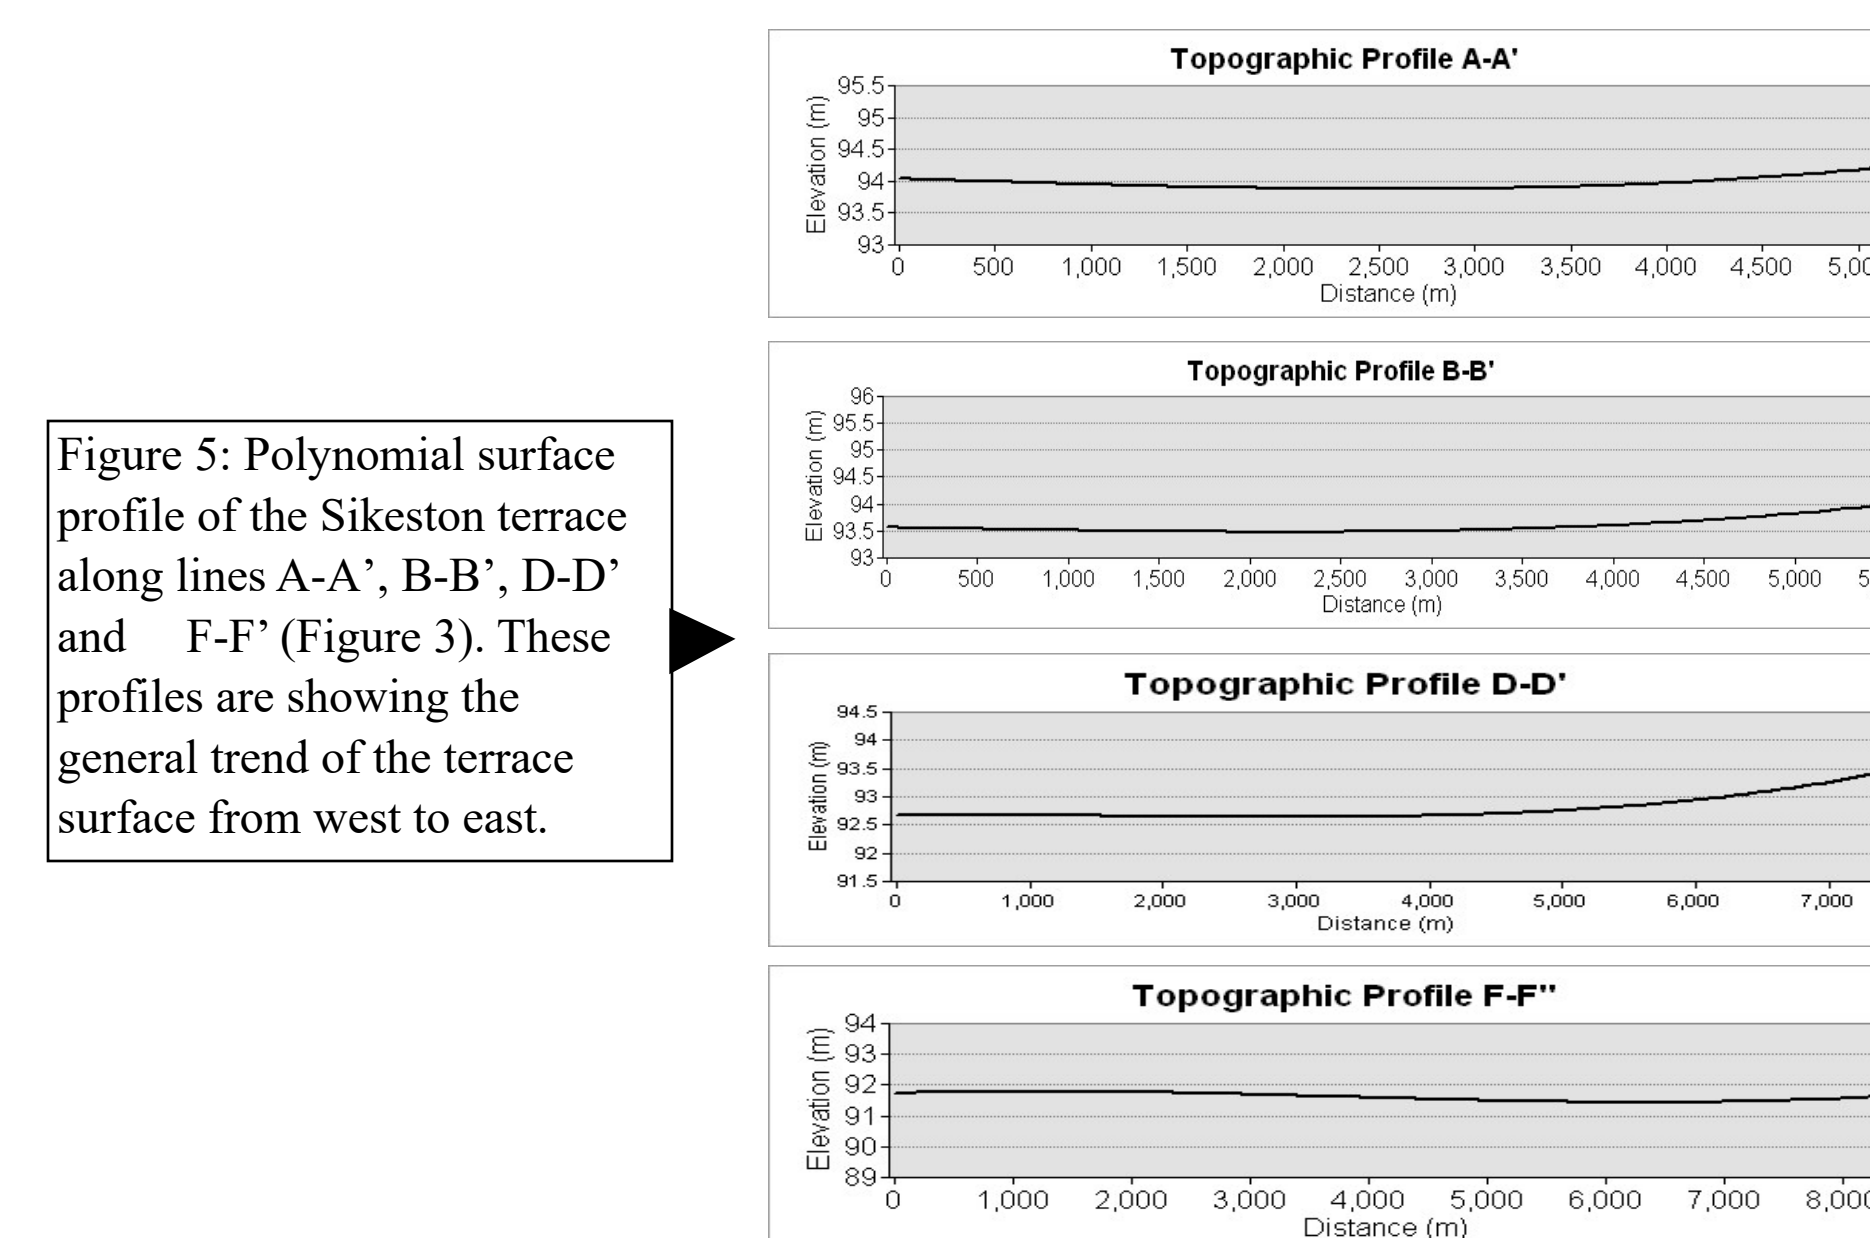 Figure 5: Polynomial surface
profile of the Sikeston terrace
along lines A-A’, B-B’, D-D’
and F-F’ (Figure 3). These
profiles are showing the
general trend of the terrace
surface from west to east.
Topographic Profile A-A'
Elevation (m)
95.5
95
94.5
94
93.5
93
0 500 1,000 1,500 2,000 2,500 3,000 3,500 4,000 4,500 5,00
Distance (m)
Topographic Profile B-B'
Elevation (m)
96
95.5
95
94.5
94
93.5
93
0 500 1,000 1,500 2,000 2,500 3,000 3,500 4,000 4,500 5,000 5
Distance (m)
Topographic Profile D-D'
Elevation (m)
94.5
94
93.5
93
92.5
92
91.5
0 1,000 2,000 3,000 4,000 5,000 6,000 7,000
Distance (m)
Topographic Profile F-F"
Elevation (m)
94
93
92
91
90
89
0 1,000 2,000 3,000 4,000 5,000 6,000 7,000 8,000
Distance (m)